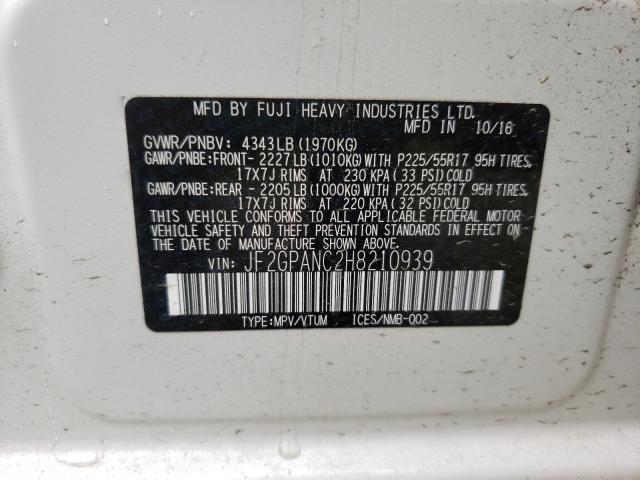 MFD BY FUJI HEAVY INDUSTRIES LTD.
MFD IN 10/16
GVWR/PNBV: 4343LB (1970KG)
GAWR/PNBE:FRONT- 2227LB (1010KG) WITH P225/55R17 95H TIRES,
17X7J RIMS AT 230 KPA (33 PSI) COLD
GAWR/PNBE:REAR - 2205LB (1000KG) WITH P225/55R17 95H TIRES,
17X7J RIMS AT 220 KPA (32 PSI) COLD
THIS VEHICLE CONFORMS TO ALL APPLICABLE FEDERAL MOTOR
VEHICLE SAFETY AND THEFT PREVENTION STANDARDS IN EFFECT ON
THE DATE OF MANUFACTURE SHOWN ABOVE.
VIN: JF2GPANC2H8210939
TYPE:MPV/VTUM ICES/NMB-002